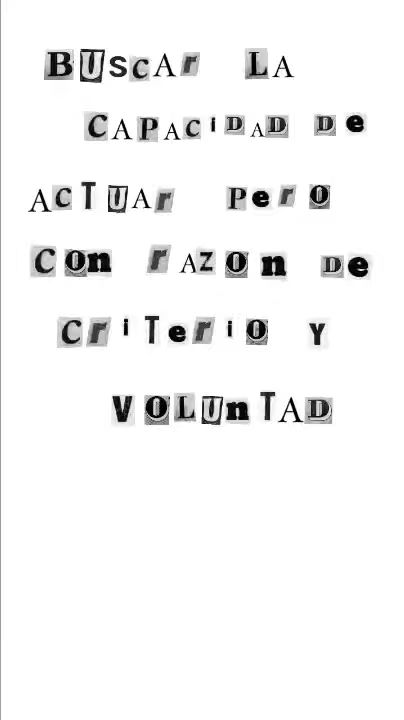 BUSCAR LA
CAPACIDAD DE
ACTUAR PERO
CON RAZON DE
CRITERIO Y
VOLUNTAD